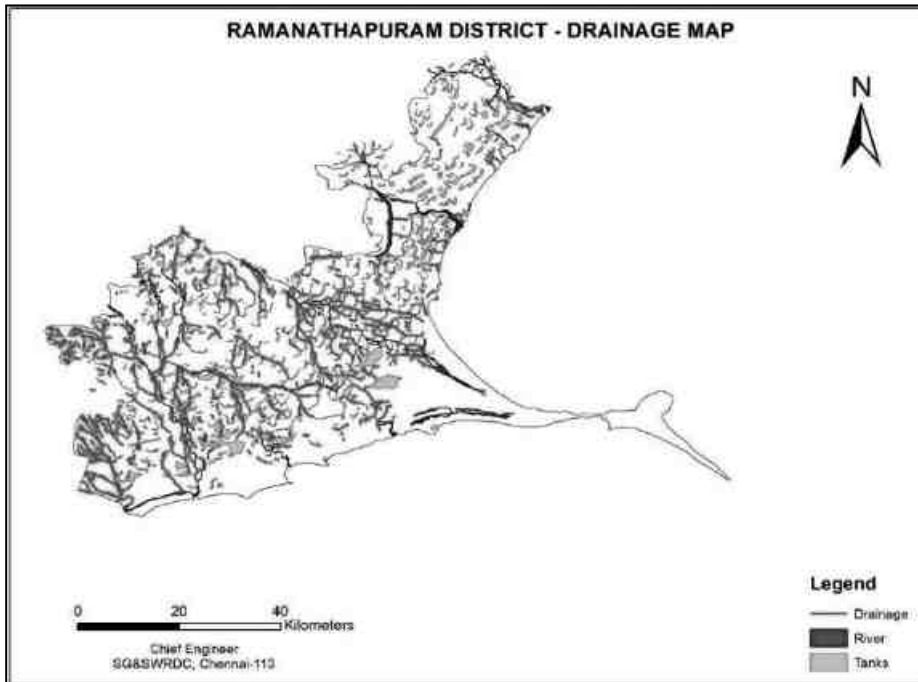 RAMANATHAPURAM DISTRICT - DRAINAGE MAP
N
0 20 40
Kilometers
Chief Engineer
SG&SWRDC, Chennai-113
Legend
Drainage
River
Tanks